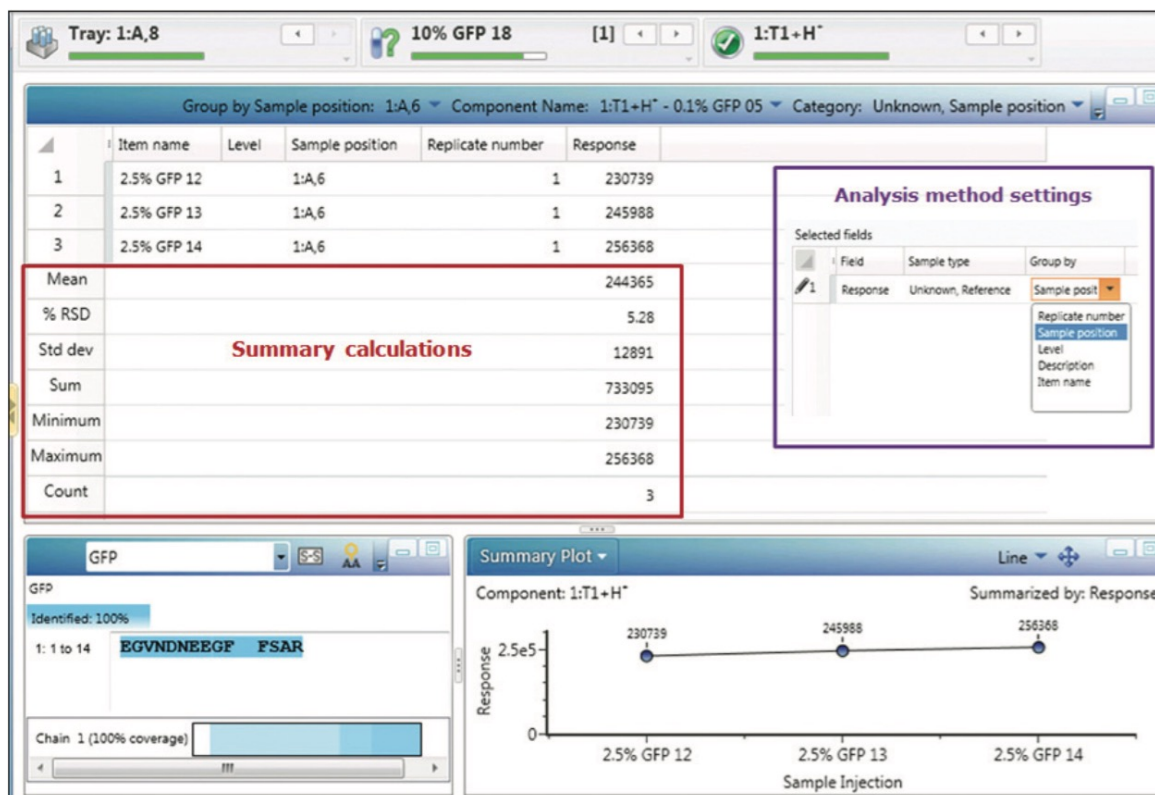 Tray: 1:A,8 10% GFP 18 [1] 1:T1+H⁺
Group by Sample position: 1:A,6 Component Name: 1:T1+H⁺ - 0.1% GFP 05 Category: Unknown, Sample position
Item name Level Sample position Replicate number Response
1 2.5% GFP 12 1:A,6 1 230739
2 2.5% GFP 13 1:A,6 1 245988
3 2.5% GFP 14 1:A,6 1 256368
Mean 244365
% RSD 5.28
Std dev 12891
Sum 733095
Minimum 230739
Maximum 256368
Count 3
Summary calculations
Analysis method settings
Selected fields
Field Sample type Group by
1 Response Unknown, Reference Sample posit
Replicate number
Sample position
Level
Description
Item name
GFP S-S AA
GFP
Identified: 100%
1: 1 to 14 EGVNDNEEGF FSAR
Chain 1 (100% coverage)
Summary Plot Line
Component: 1:T1+H⁺ Summarized by: Response
230739 245988 256368
2.5e5
Response
0
2.5% GFP 12 2.5% GFP 13 2.5% GFP 14
Sample Injection